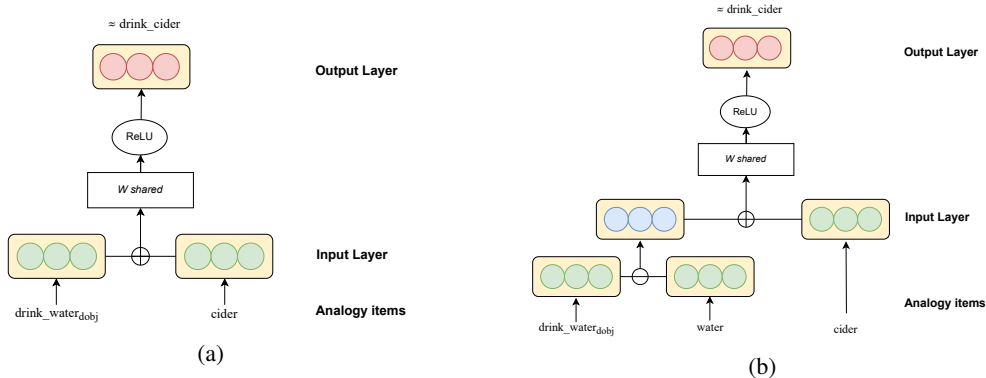 ≈ drink_cider
Output Layer
ReLU
W shared
Input Layer
drink_water_dobj
cider
Analogy items
(a)
≈ drink_cider
Output Layer
ReLU
W shared
Input Layer
Analogy items
drink_water_dobj
water
cider
(b)